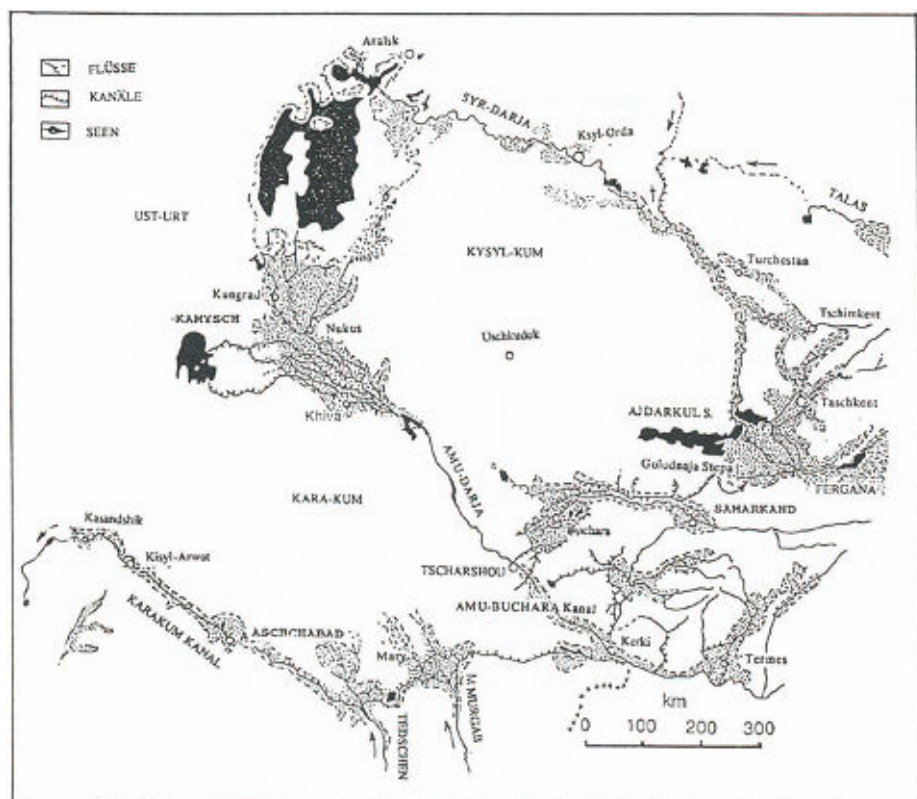 Aralsk
FLÜSSE
KANÄLE
SEEN
SYR-DARJA
Ksyl-Orda
TALAS
UST-URT
KYSYL-KUM
Turchestan
Kungrad
Tschimkent
-KAMYSCH
Nukus
Uschkuduk
Khiva
Taschkent
AJDARKUL S.
Goludnaja Stepa
AMU-DARJA
FERGANA
KARA-KUM
SAMARKAND
Kasandshik
Buchara
Kisyl-Arwat
TSCHARSHOU
AMU-BUCHARA Kanal
KARAKUM KANAL
ASCHCHABAD
Mary
Kerki
Termes
TEDSCHEN
MURGAB
km
0 100 200 300